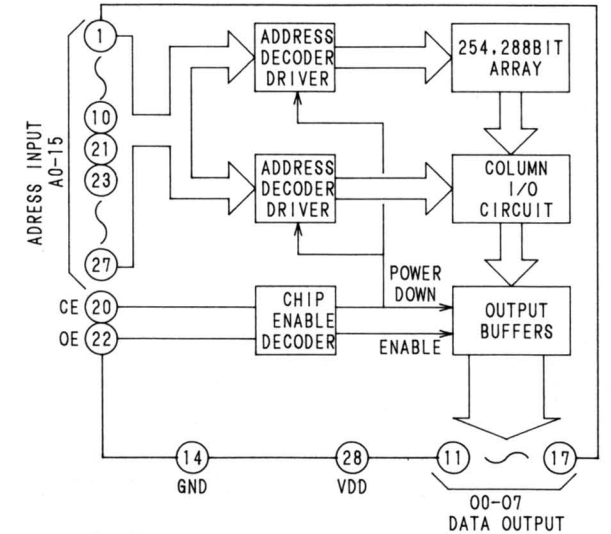 1
10
21
23
27
ADRESS INPUT
A0-15
ADDRESS
DECODER
DRIVER
254,288BIT
ARRAY
ADDRESS
DECODER
DRIVER
COLUMN
I/O
CIRCUIT
CE 20
OE 22
CHIP
ENABLE
DECODER
POWER
DOWN
ENABLE
OUTPUT
BUFFERS
14
GND
28
VDD
11
17
00-07
DATA OUTPUT